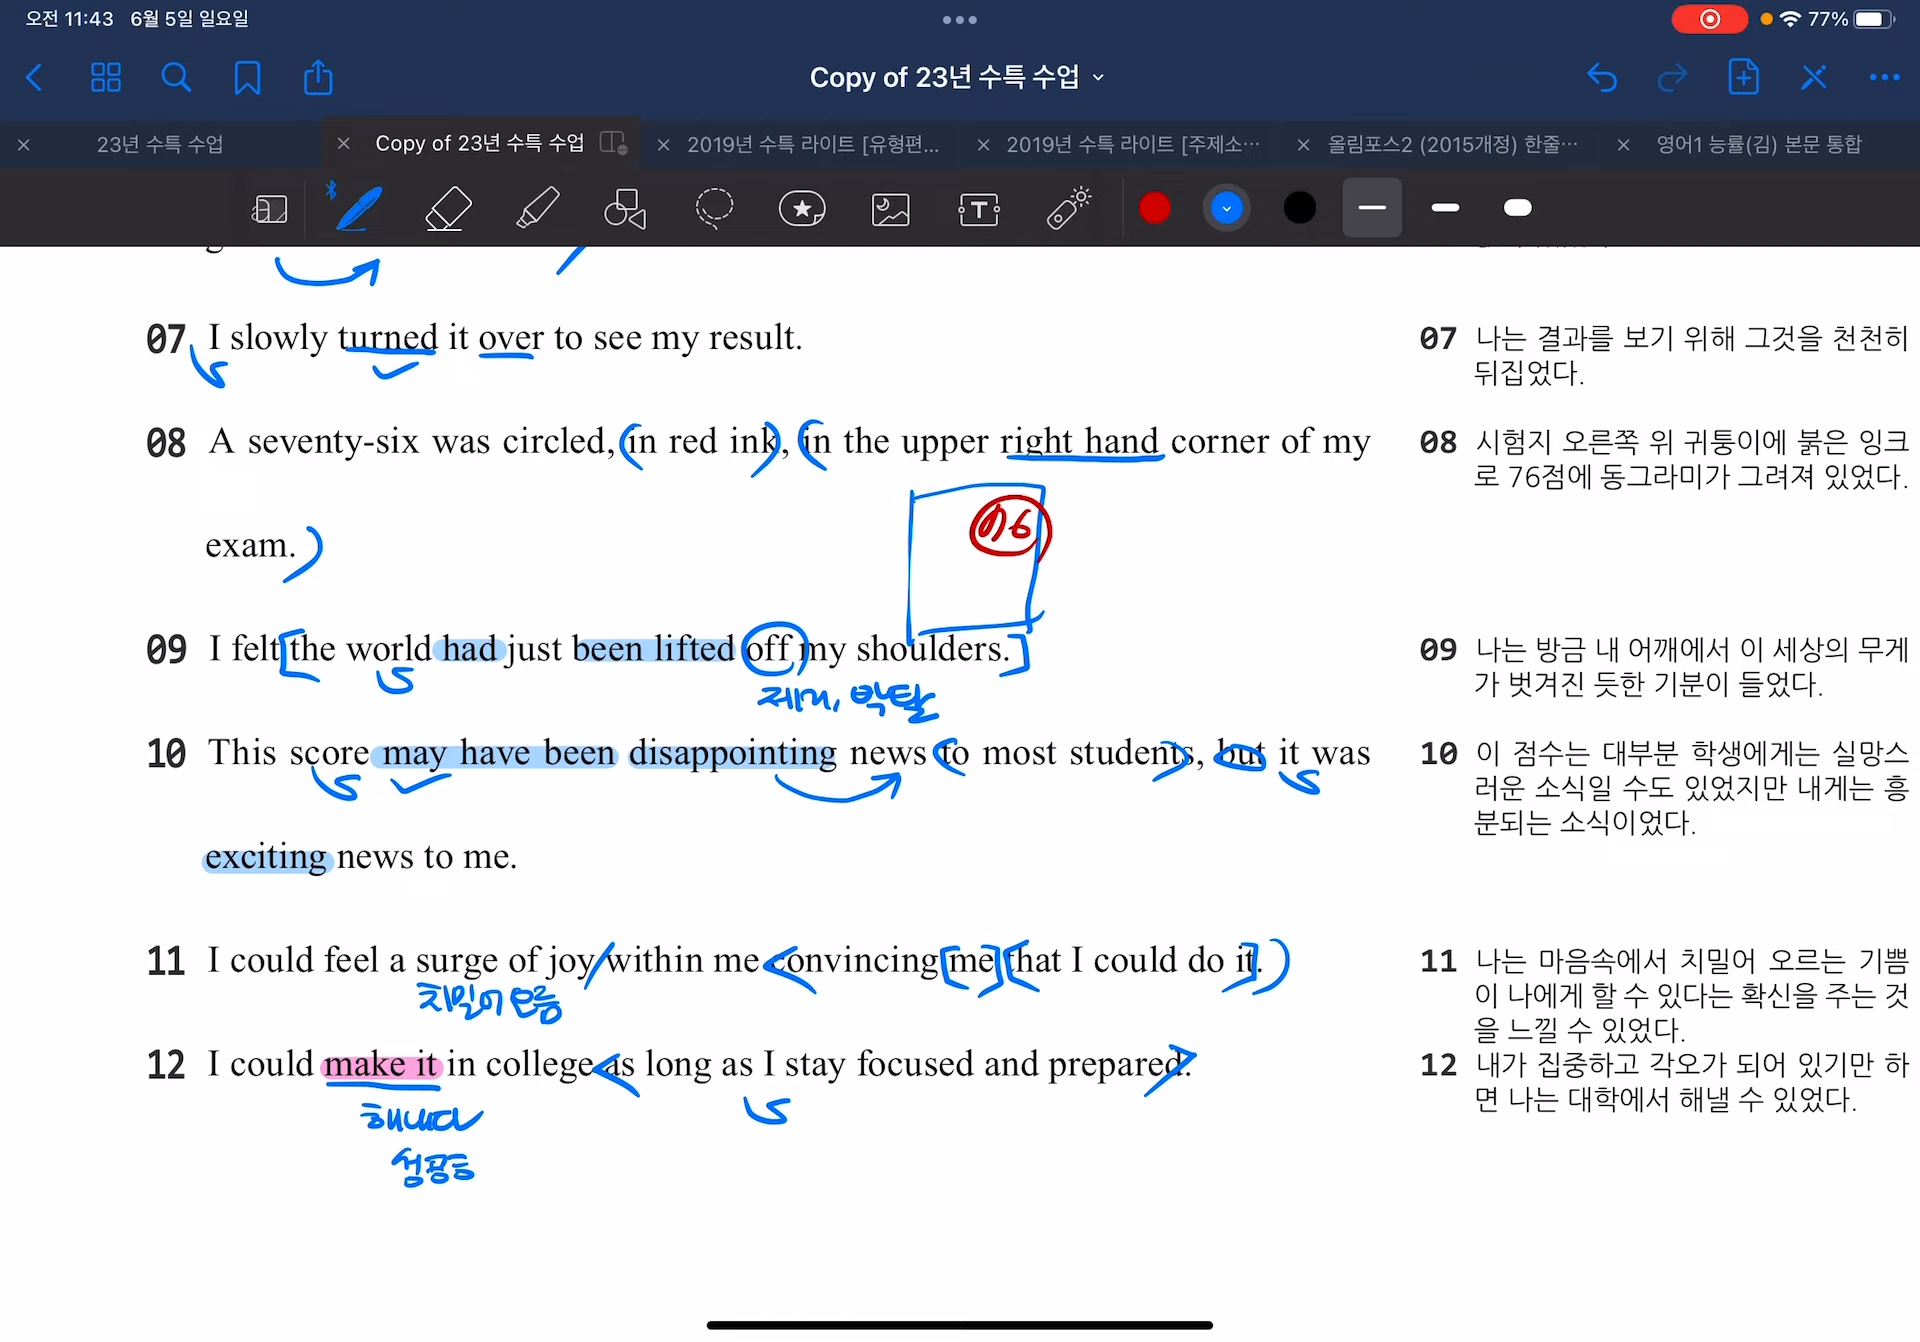 오전 11:43 6월 5일 일요일
77%
Copy of 23년 수특 수업
23년 수특 수업
Copy of 23년 수특 수업
2019년 수특 라이트 [유형편...
2019년 수특 라이트 [주제소...
올림포스2 (2015개정) 한줄...
영어1 능률(김) 본문 통합
07 I slowly turned it over to see my result.
07 나는 결과를 보기 위해 그것을 천천히
뒤집었다.
08 A seventy-six was circled, in red ink, in the upper right hand corner of my
exam.
76
08 시험지 오른쪽 위 귀퉁이에 붉은 잉크
로 76점에 동그라미가 그려져 있었다.
09 I felt the world had just been lifted off my shoulders.
S
제거, 박탈
09 나는 방금 내 어깨에서 이 세상의 무게
가 벗겨진 듯한 기분이 들었다.
10 This score may have been disappointing news to most students, but it was
S
S
exciting news to me.
10 이 점수는 대부분 학생에게는 실망스
러운 소식일 수도 있었지만 내게는 흥
분되는 소식이었다.
11 I could feel a surge of joy within me convincing me that I could do it.
치밀어 오름
11 나는 마음속에서 치밀어 오르는 기쁨
이 나에게 할 수 있다는 확신을 주는 것
을 느낄 수 있었다.
12 I could make it in college as long as I stay focused and prepared.
S
해내다
성공
12 내가 집중하고 각오가 되어 있기만 하
면 나는 대학에서 해낼 수 있었다.